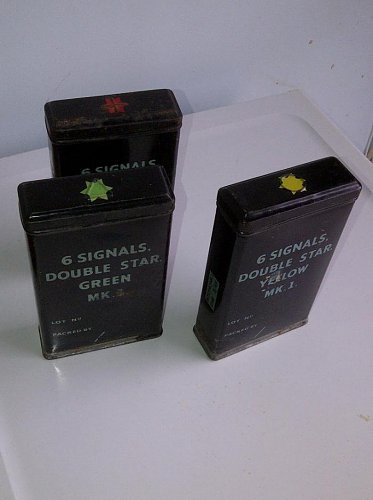 6 SIGNALS
6 SIGNALS.
DOUBLE STAR.
GREEN
MK.
LOT Nº
PACKED BY
6 SIGNALS.
DOUBLE STAR.
YELLOW
MK.1.
LOT Nº
PACKED BY